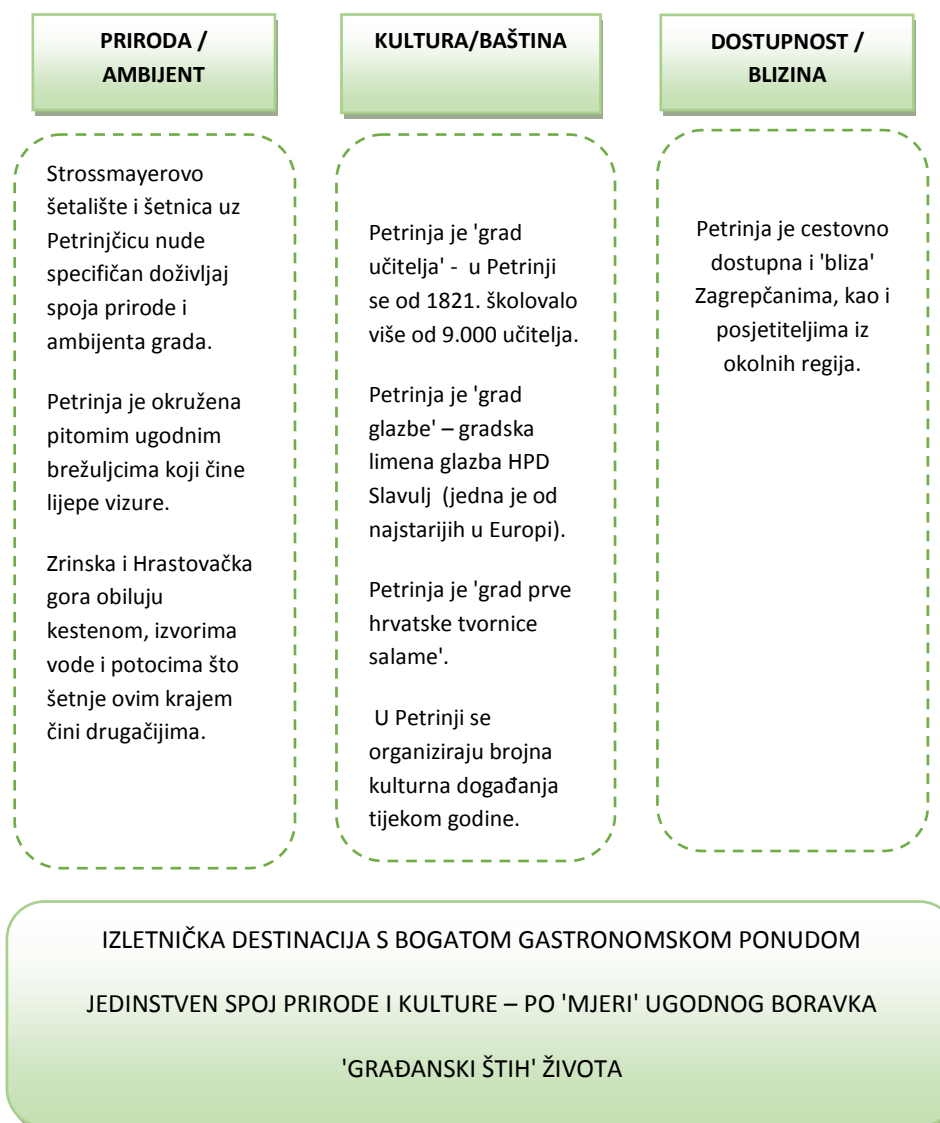 PRIRODA /
AMBIJENT
Strossmayerovo
šetalište i šetnica uz
Petrinjčicu nude
specifičan doživljaj
spoja prirode i
ambijenta grada.
Petrinja je okružena
pitomim ugodnim
brežuljcima koji čine
lijepe vizure.
Zrinska i Hrastovačka
gora obiluju
kestenom, izvorima
vode i potocima što
šetnje ovim krajem
čini drugačijima.
KULTURA/BAŠTINA
Petrinja je 'grad
učitelja' - u Petrinji
se od 1821. školovalo
više od 9.000 učitelja.
Petrinja je 'grad
glazbe' – gradska
limena glazba HPD
Slavulj (jedna je od
najstarijih u Europi).
Petrinja je 'grad prve
hrvatske tvornice
salame'.
U Petrinji se
organiziraju brojna
kulturna događanja
tijekom godine.
DOSTUPNOST /
BLIZINA
Petrinja je cestovno
dostupna i 'bliza'
Zagrepčanima, kao i
posjetiteljima iz
okolnih regija.
IZLETNIČKA DESTINACIJA S BOGATOM GASTRONOMSKOM PONUDOM
JEDINSTVEN SPOJ PRIRODE I KULTURE – PO 'MJERI' UGODNOG BORAVKA
'GRAĐANSKI ŠTIH' ŽIVOTA